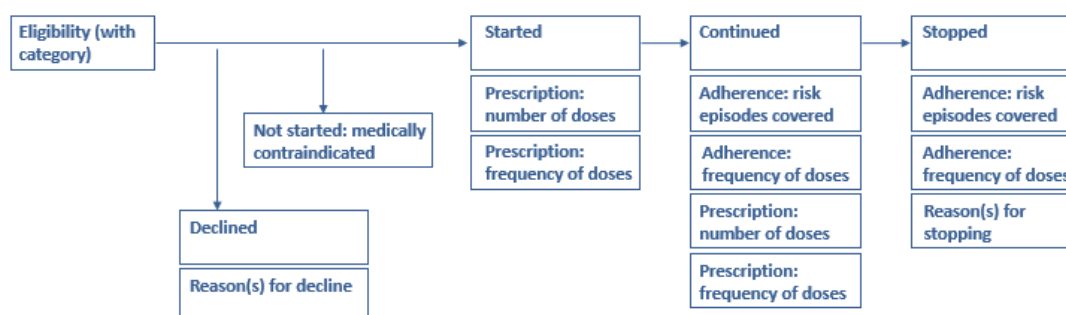 Eligibility (with
category)
Started
Continued
Stopped
Prescription:
number of doses
Prescription:
frequency of doses
Adherence: risk
episodes covered
Adherence:
frequency of doses
Prescription:
number of doses
Prescription:
frequency of doses
Adherence: risk
episodes covered
Adherence:
frequency of doses
Reason(s) for
stopping
Not started: medically
contraindicated
Declined
Reason(s) for decline